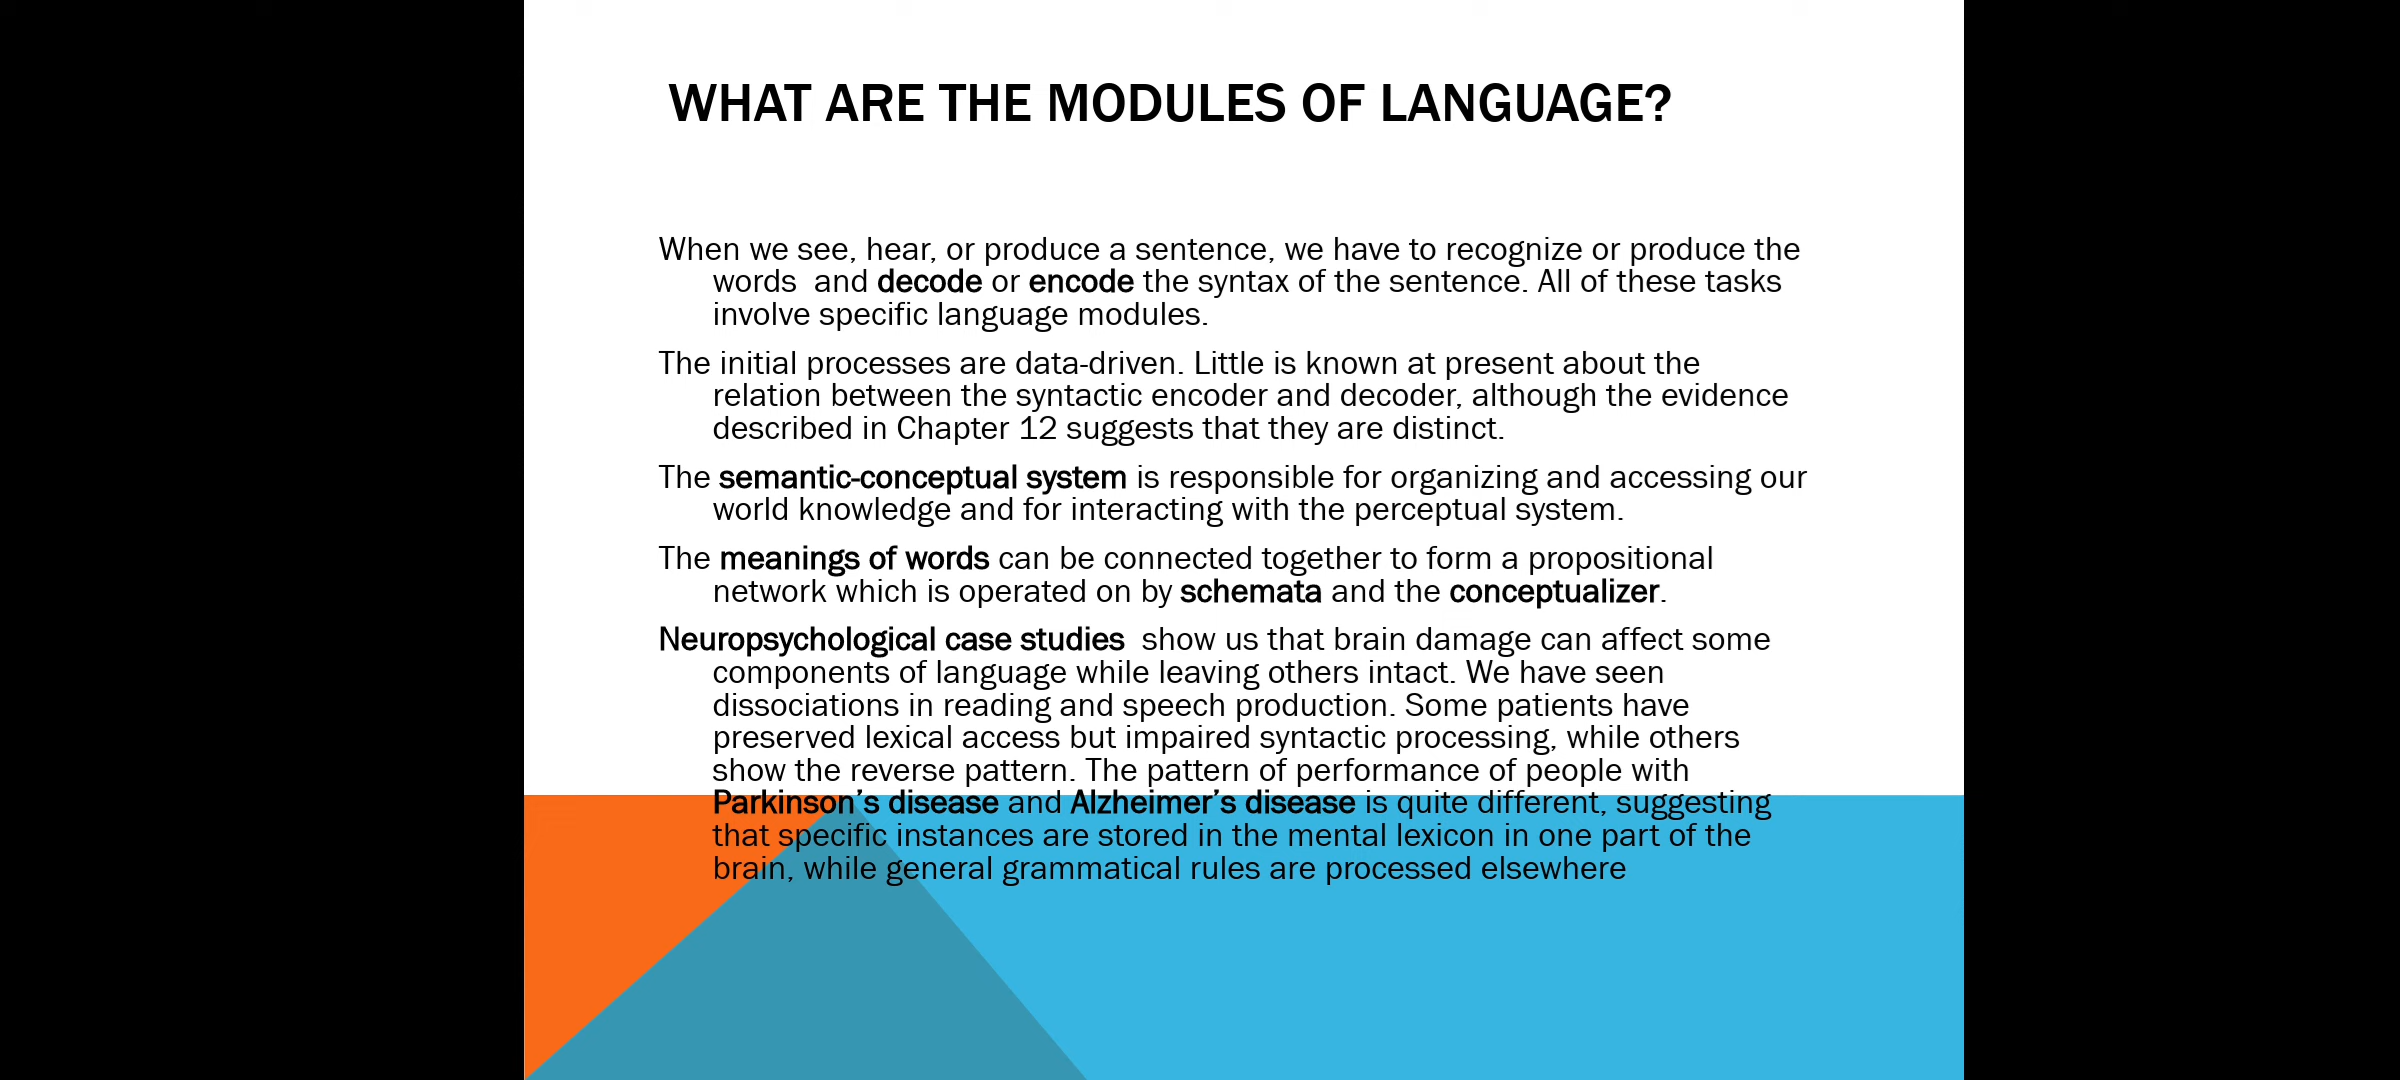 WHAT ARE THE MODULES OF LANGUAGE?
When we see, hear, or produce a sentence, we have to recognize or produce the
words  and decode or encode the syntax of the sentence. All of these tasks
involve specific language modules.
The initial processes are data-driven. Little is known at present about the
relation between the syntactic encoder and decoder, although the evidence
described in Chapter 12 suggests that they are distinct.
The semantic-conceptual system is responsible for organizing and accessing our
world knowledge and for interacting with the perceptual system.
The meanings of words can be connected together to form a propositional
network which is operated on by schemata and the conceptualizer.
Neuropsychological case studies  show us that brain damage can affect some
components of language while leaving others intact. We have seen
dissociations in reading and speech production. Some patients have
preserved lexical access but impaired syntactic processing, while others
show the reverse pattern. The pattern of performance of people with
Parkinson’s disease and Alzheimer’s disease is quite different, suggesting
that specific instances are stored in the mental lexicon in one part of the
brain, while general grammatical rules are processed elsewhere